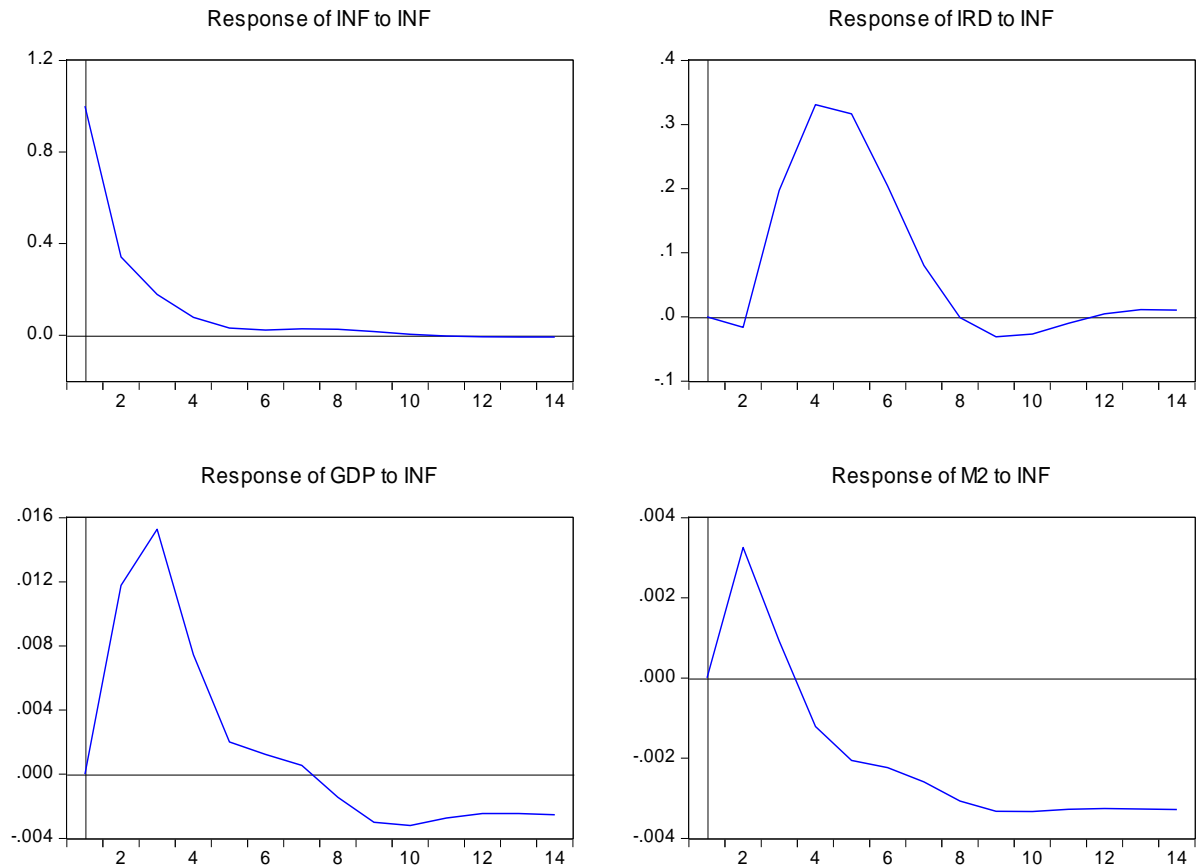 Response of INF to INF
1.2
0.8
0.4
0.0
2 4 6 8 10 12 14
Response of IRD to INF
.4
.3
.2
.1
.0
-.1
2 4 6 8 10 12 14
Response of GDP to INF
.016
.012
.008
.004
.000
-.004
2 4 6 8 10 12 14
Response of M2 to INF
.004
.002
.000
-.002
-.004
2 4 6 8 10 12 14